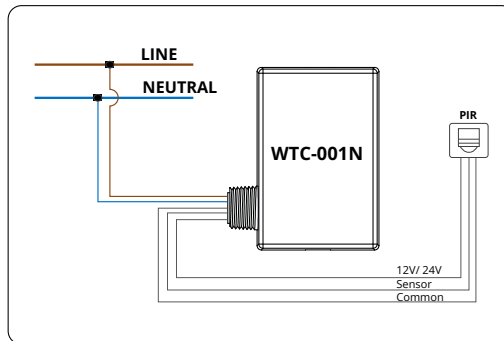 LINE
NEUTRAL
PIR
WTC-001N
12V/ 24V
Sensor
Common